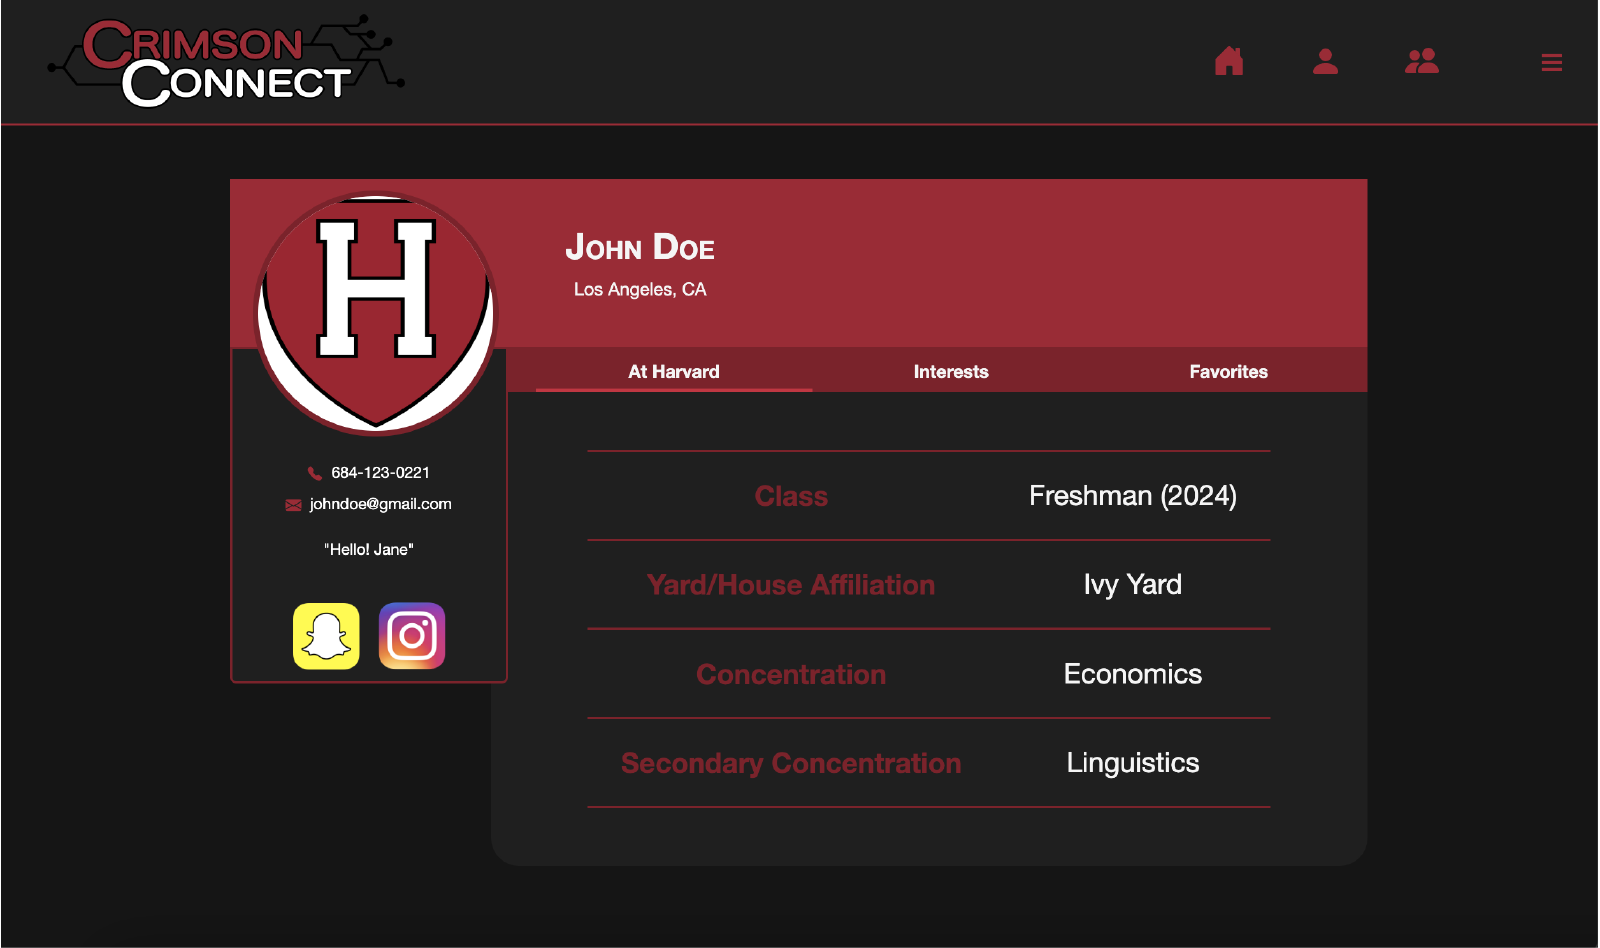 CRIMSON
CONNECT
H
JOHN DOE
Los Angeles, CA
At Harvard Interests Favorites
684-123-0221
johndoe@gmail.com
"Hello! Jane"
Class Freshman (2024)
Yard/House Affiliation Ivy Yard
Concentration Economics
Secondary Concentration Linguistics